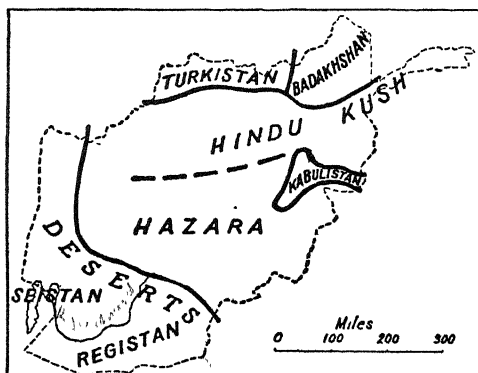 TURKISTAN
BADAKHSHAN
HINDU KUSH
KABULISTAN
HAZARA
DESERTS
SEISTAN
REGISTAN
Miles
0 100 200 300